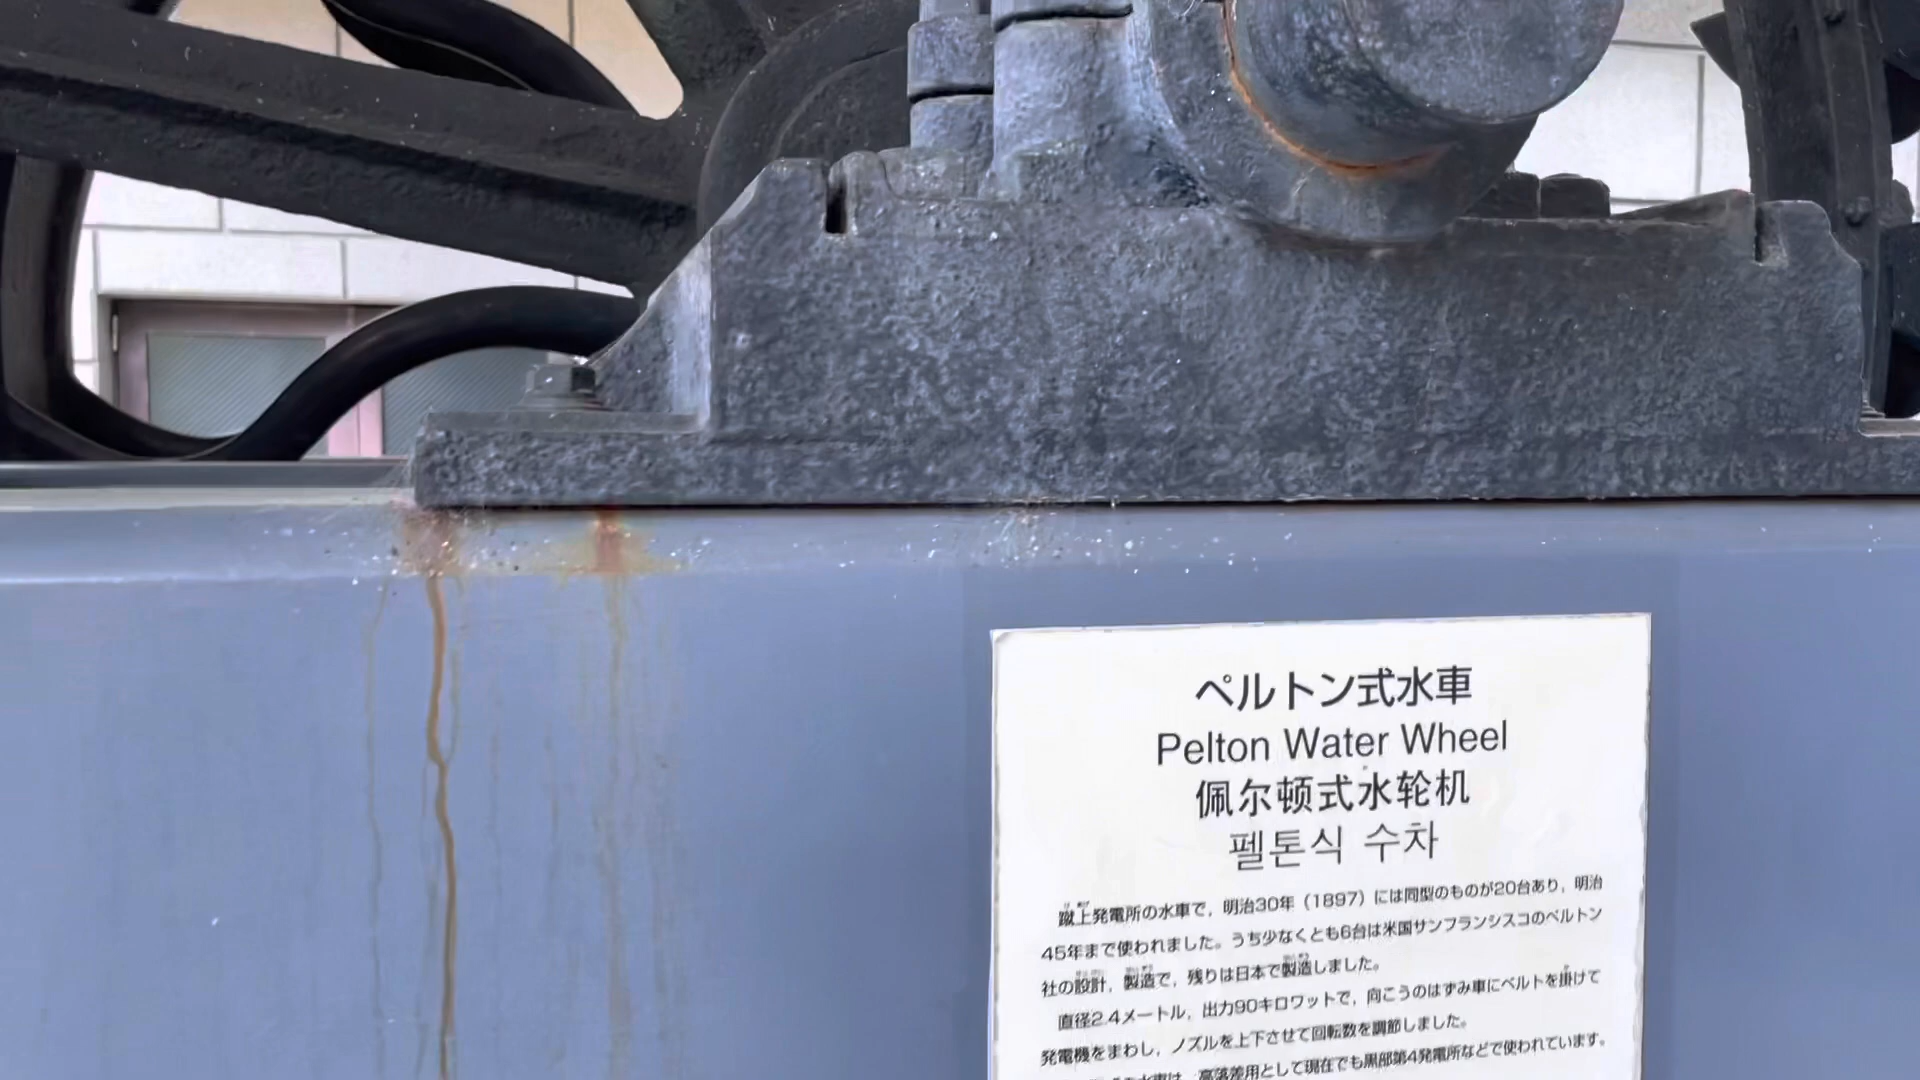 ペルトン式水車
Pelton Water Wheel
佩尔顿式水轮机
펠톤식 수차
蹴上発電所の水車で，明治30年（1897）には同型のものが20台あり，明治
45年まで使われました。うち少なくとも6台は米国サンフランシスコのペルトン
社の設計，製造で，残りは日本で製造しました。
直径2.4メートル，出力90キロワットで，向こうのはずみ車にベルトを掛けて
発電機をまわし，ノズルを上下させて回転数を調節しました。
水車は，高落差用として現在でも黒部第4発電所などで使われています。